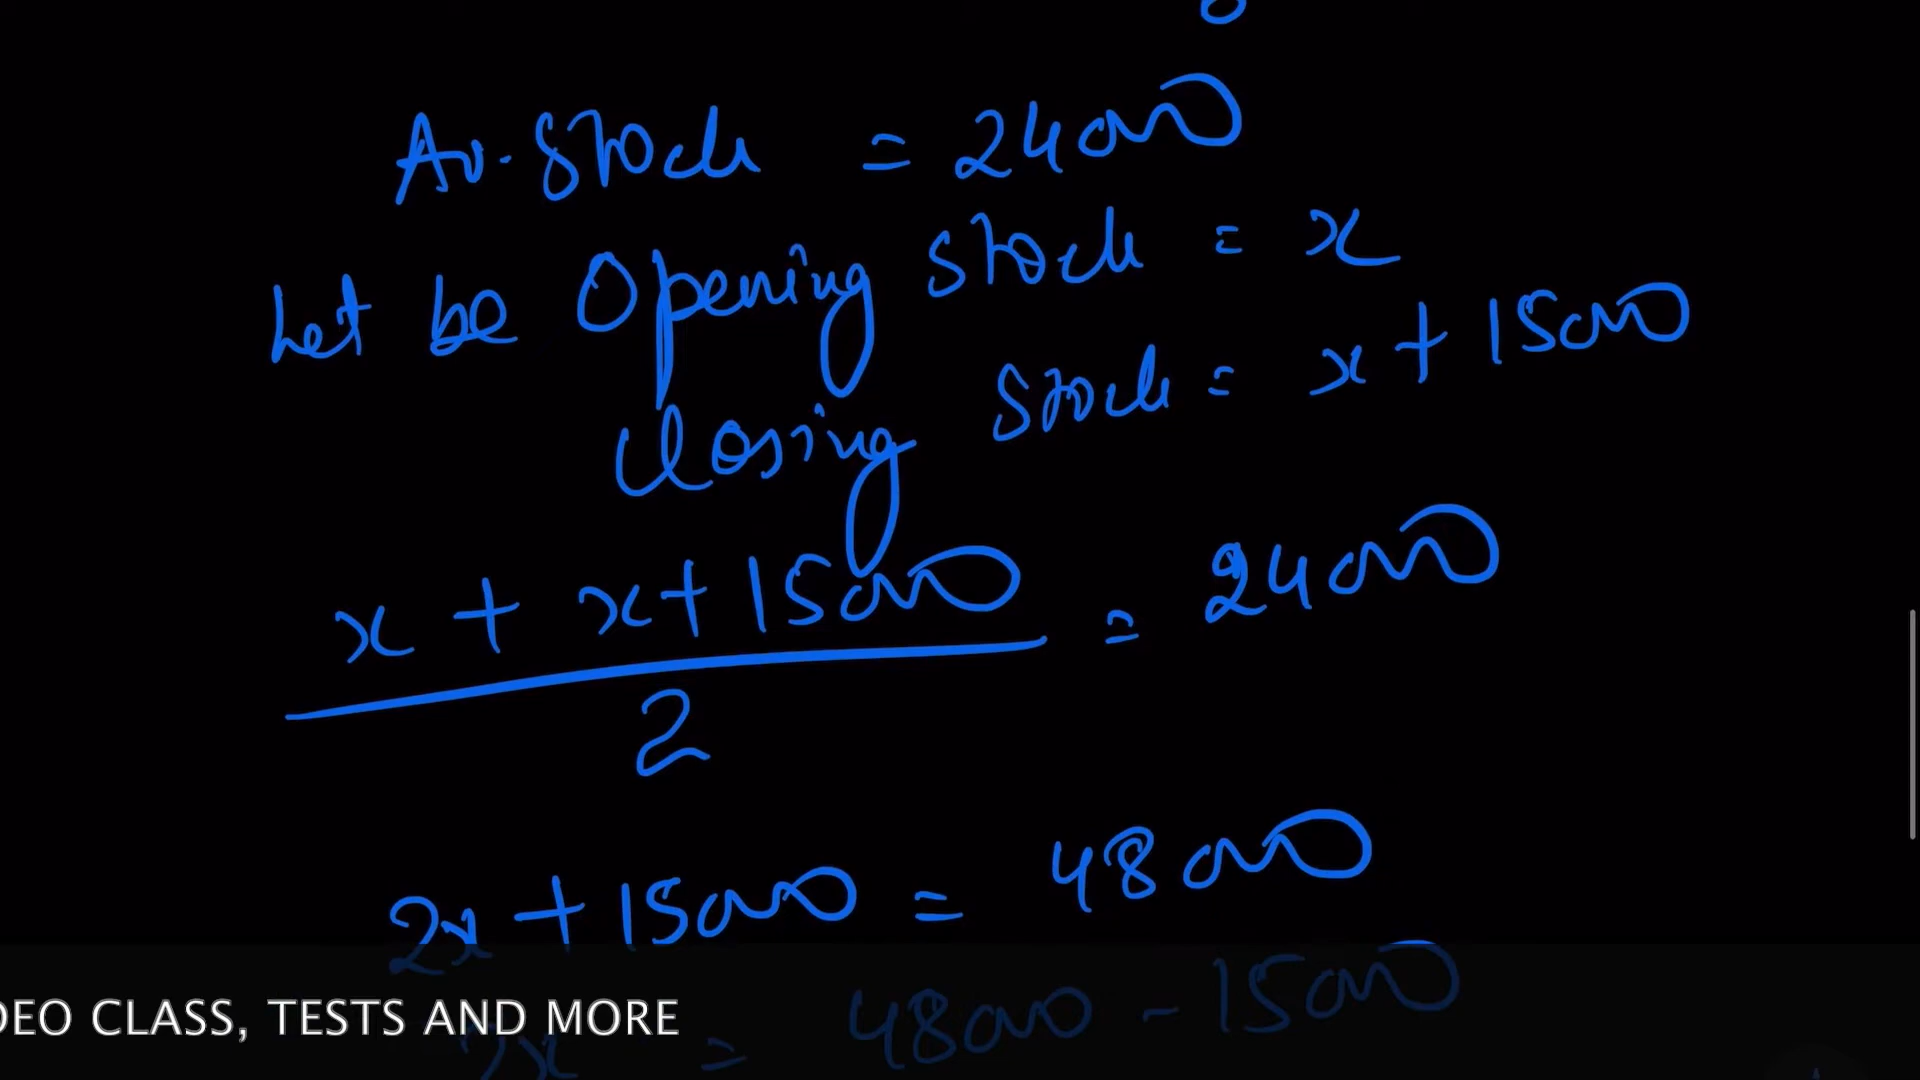 Av. Stock = 24000
Let be Opening Stock = x
Closing Stock = x + 15000
x + x + 15000 = 24000
2
2x + 15000 = 48000
2x = 48000 - 15000
DEO CLASS, TESTS AND MORE